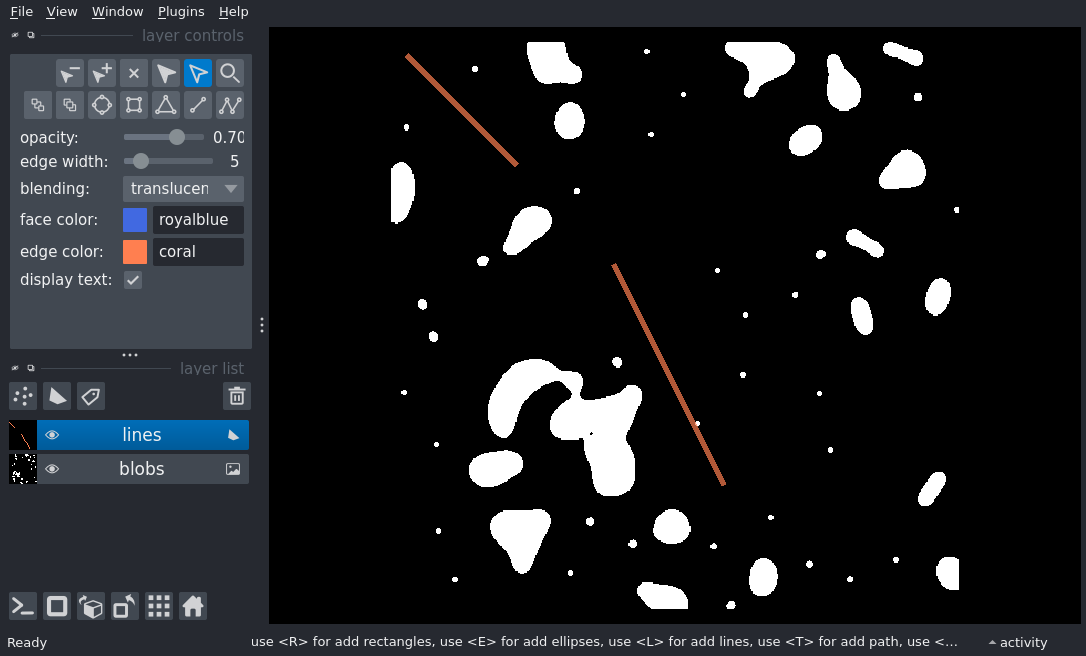 File View Window Plugins Help
layer controls
opacity: 0.70
edge width: 5
blending: translucen
face color: royalblue
edge color: coral
display text:
layer list
lines
blobs
Ready use <R> for add rectangles, use <E> for add ellipses, use <L> for add lines, use <T> for add path, use <... activity